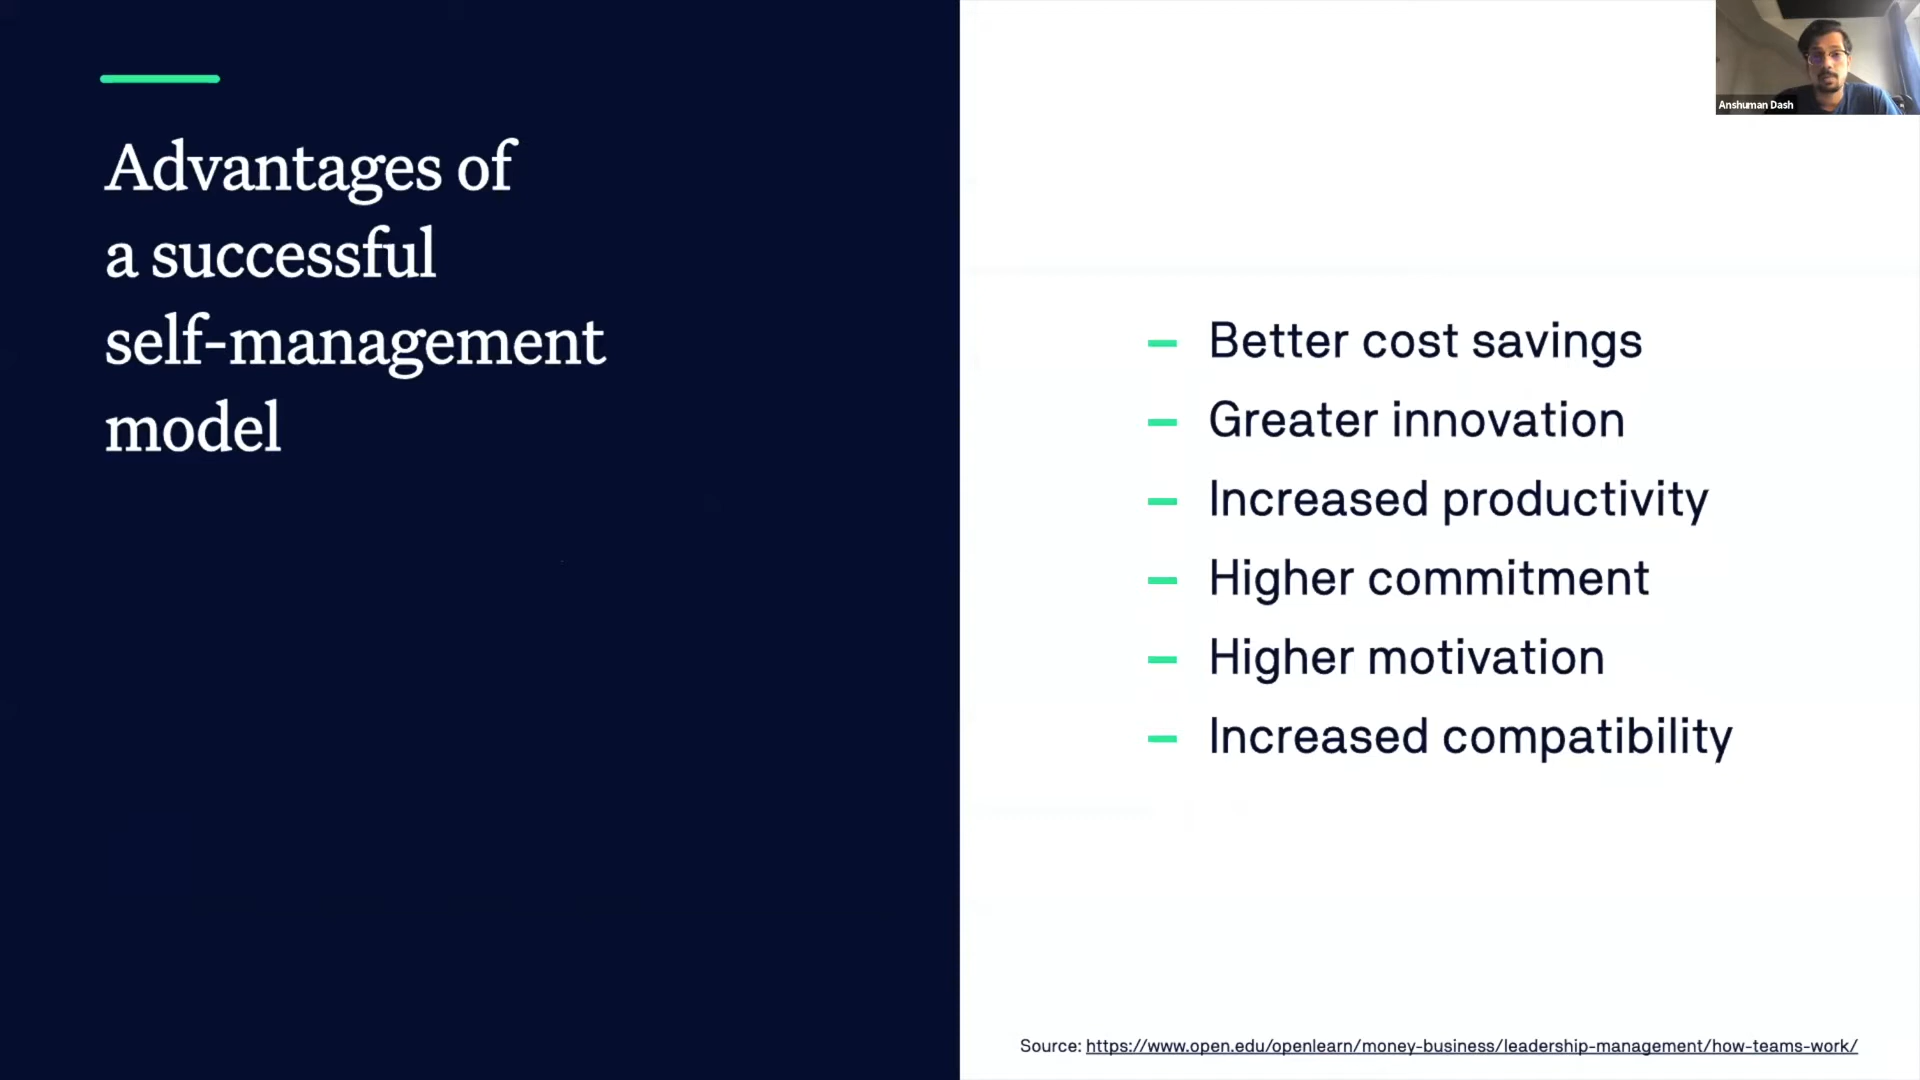 Advantages of
a successful
self-management
model
– Better cost savings
– Greater innovation
– Increased productivity
– Higher commitment
– Higher motivation
– Increased compatibility
Source: https://www.open.edu/openlearn/money-business/leadership-management/how-teams-work/
Anshuman Dash